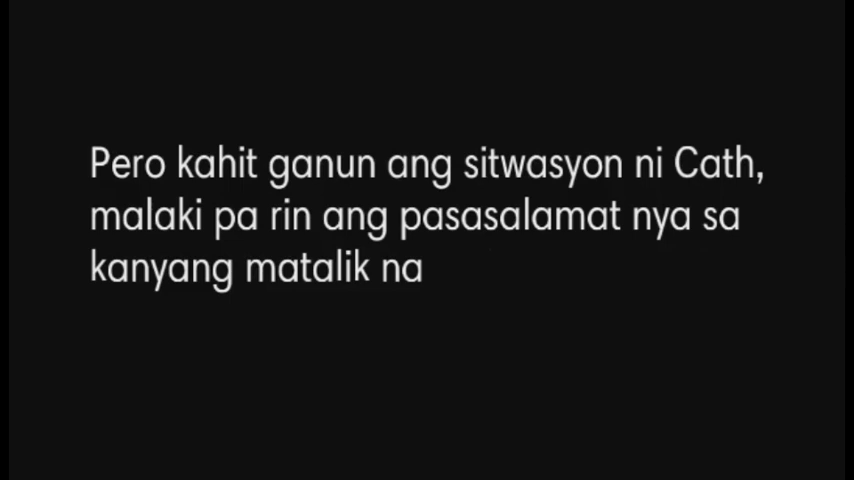 Pero kahit ganun ang sitwasyon ni Cath,
malaki pa rin ang pasasalamat nya sa
kanyang matalik na